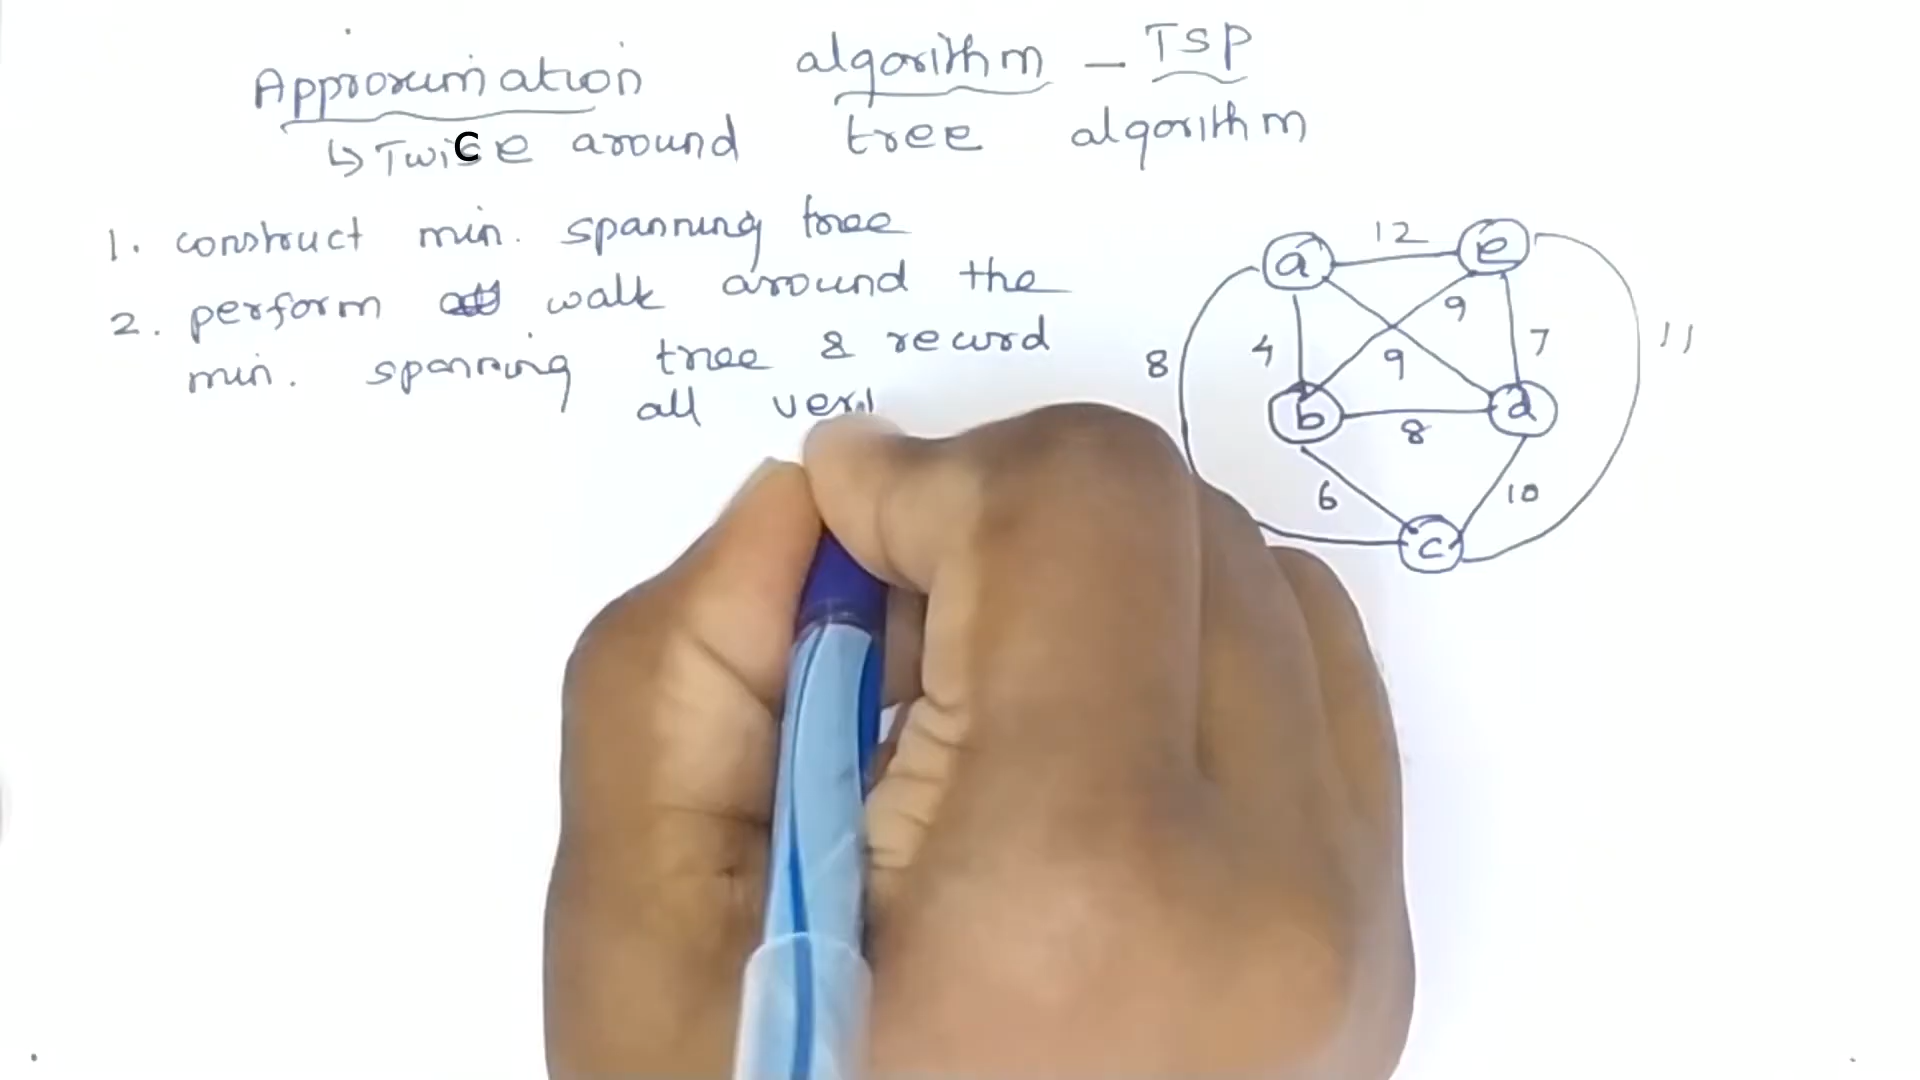 Approximation algorithm - TSP
↳ Twice around tree algorithm
1. construct min. spanning tree
2. perform walk around the
min. spanning tree & record
all
a 12 e
9
8 4 9 7 11
b 8 d
6 10
c